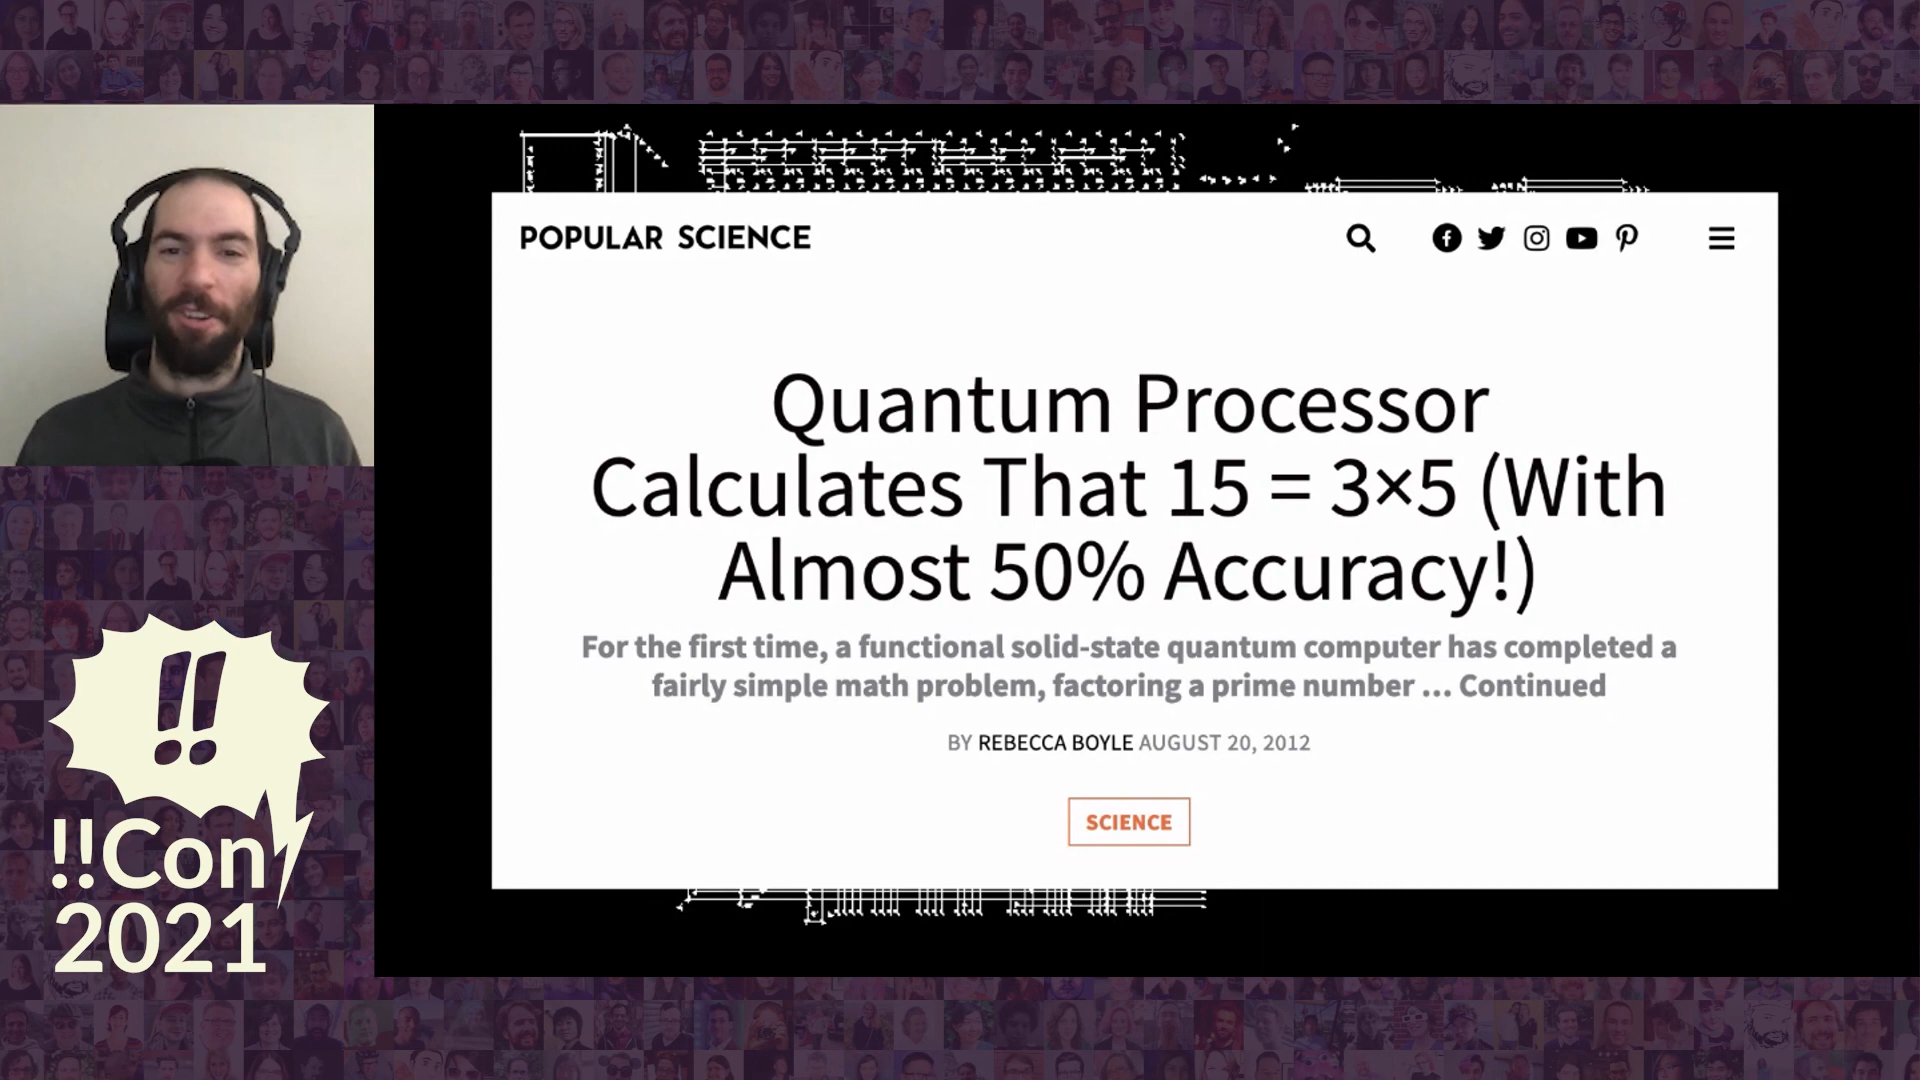 POPULAR SCIENCE
Quantum Processor
Calculates That 15 = 3×5 (With
Almost 50% Accuracy!)
For the first time, a functional solid-state quantum computer has completed a
fairly simple math problem, factoring a prime number ... Continued
BY REBECCA BOYLE AUGUST 20, 2012
SCIENCE
!!
!!Con
2021